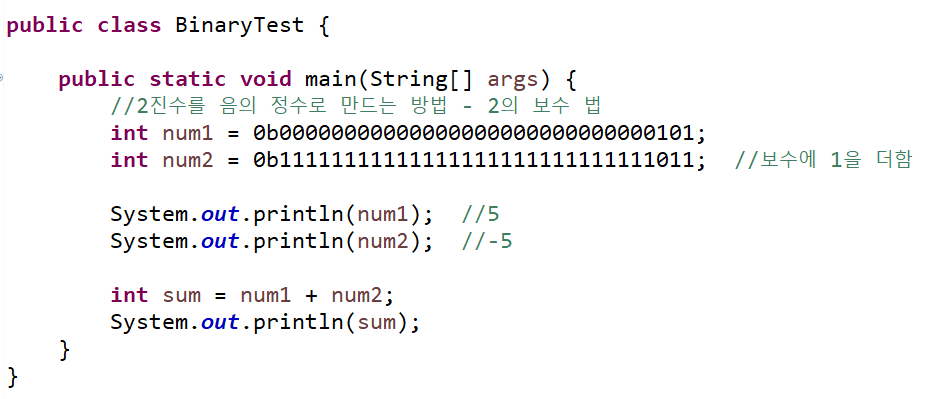 public class BinaryTest {
public static void main(String[] args) {
//2진수를 음의 정수로 만드는 방법 - 2의 보수 법
int num1 = 0b00000000000000000000000000000101;
int num2 = 0b11111111111111111111111111111011;  //보수에 1을 더함
System.out.println(num1);  //5
System.out.println(num2);  //-5
int sum = num1 + num2;
System.out.println(sum);
}
}